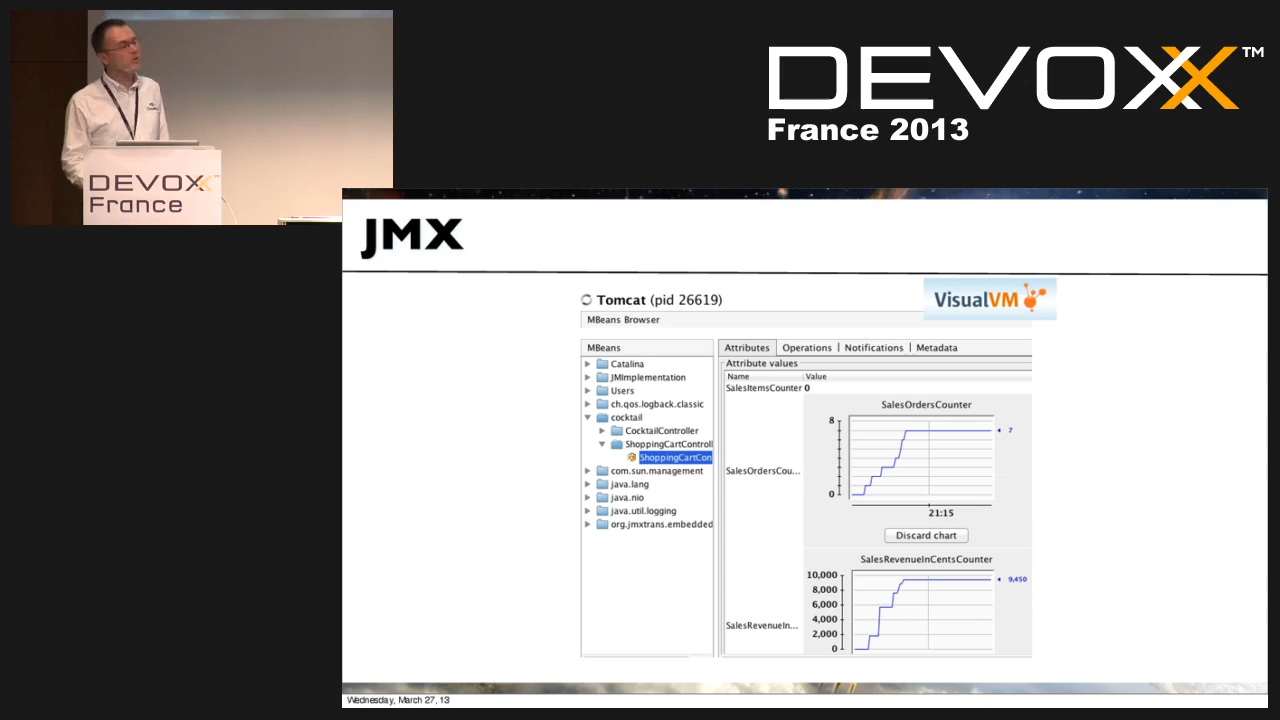 DEVOXX™
France 2013
DEVOXX™
France
JMX
Tomcat (pid 26619)
VisualVM
MBeans Browser
MBeans
Attributes
Operations
Notifications
Metadata
Catalina
JMImplementation
Users
ch.qos.logback.classic
cocktail
CocktailController
ShoppingCartControll
ShoppingCartCon
com.sun.management
java.lang
java.nio
java.util.logging
org.jmxtrans.embedded
Attribute values
Name
Value
SalesItemsCounter 0
SalesOrdersCounter
8
7
SalesOrdersCou...
0
21:15
Discard chart
SalesRevenueInCentsCounter
10,000
9,450
8,000
6,000
4,000
SalesRevenueIn...
2,000
0
Wednesday, March 27, 13